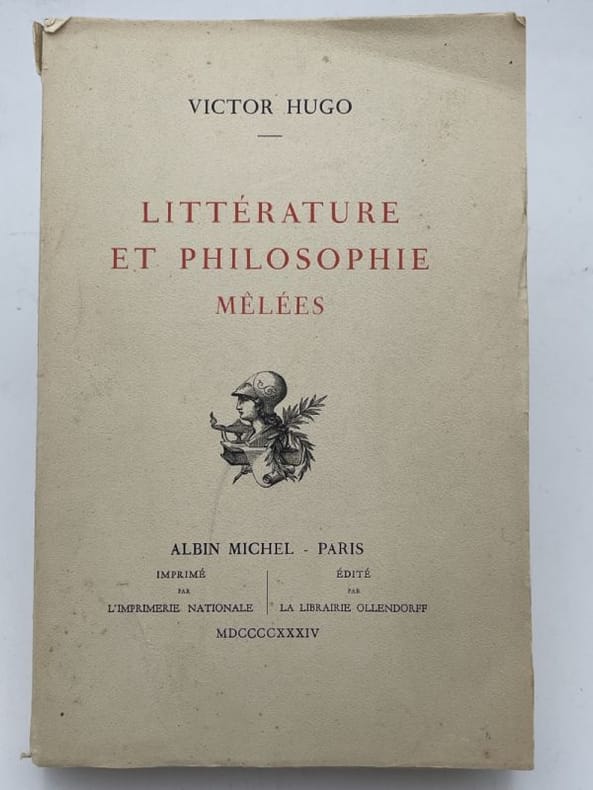 VICTOR HUGO
LITTÉRATURE
ET PHILOSOPHIE
MÊLÉES
ALBIN MICHEL - PARIS
IMPRIMÉ
PAR
L'IMPRIMERIE NATIONALE
ÉDITÉ
PAR
LA LIBRAIRIE OLLENDORFF
MDCCCCXXXIV